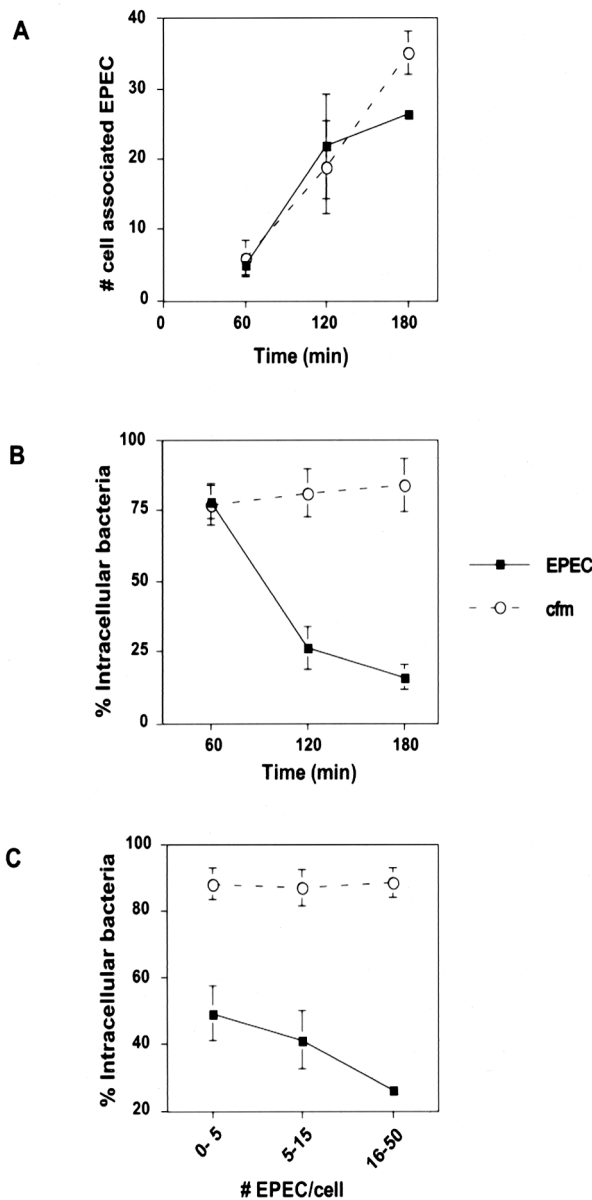 A
# cell associated EPEC
40
30
20
10
0
0
60
120
180
Time (min)
B
% Intracellular bacteria
100
75
50
25
0
60
120
180
Time (min)
EPEC
cfm
C
% Intracellular bacteria
100
80
60
40
20
0- 5
5-15
16-50
# EPEC/cell